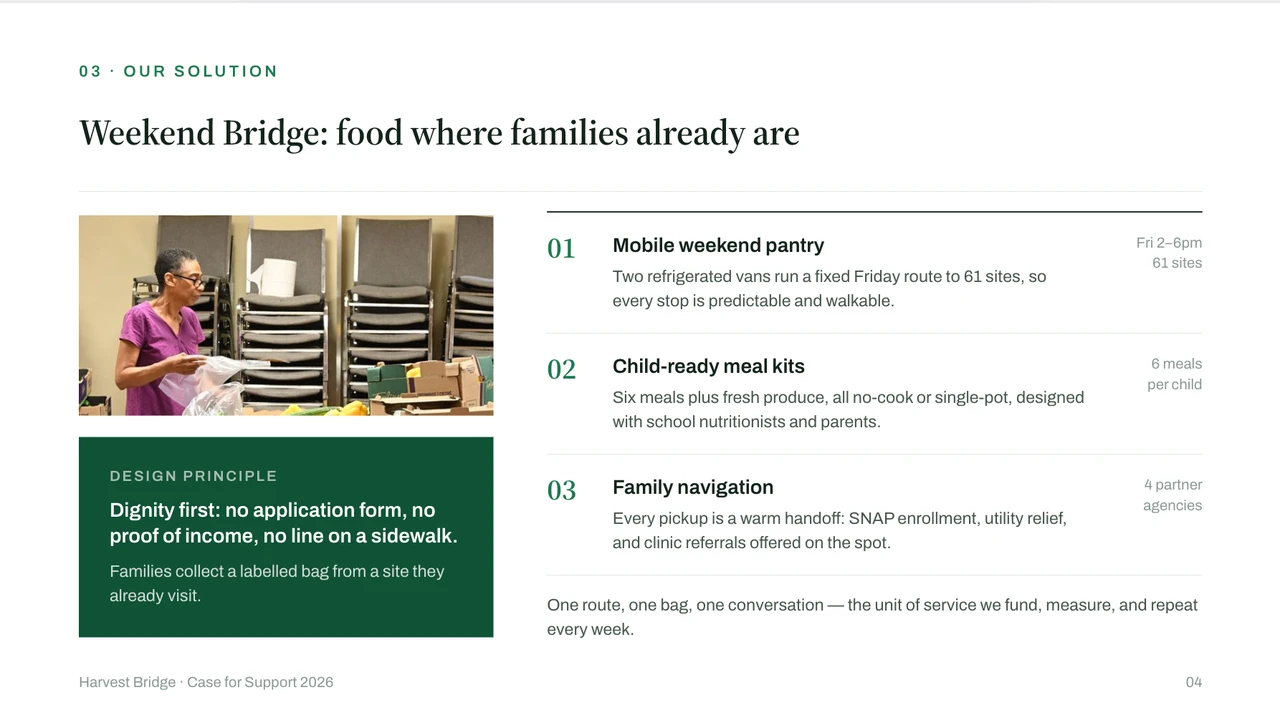 03 · OUR SOLUTION
Weekend Bridge: food where families already are
DESIGN PRINCIPLE
Dignity first: no application form, no
proof of income, no line on a sidewalk.
Families collect a labelled bag from a site they
already visit.
01
Mobile weekend pantry
Two refrigerated vans run a fixed Friday route to 61 sites, so
every stop is predictable and walkable.
Fri 2–6pm
61 sites
02
Child-ready meal kits
Six meals plus fresh produce, all no-cook or single-pot, designed
with school nutritionists and parents.
6 meals
per child
03
Family navigation
Every pickup is a warm handoff: SNAP enrollment, utility relief,
and clinic referrals offered on the spot.
4 partner
agencies
One route, one bag, one conversation — the unit of service we fund, measure, and repeat
every week.
Harvest Bridge · Case for Support 2026
04